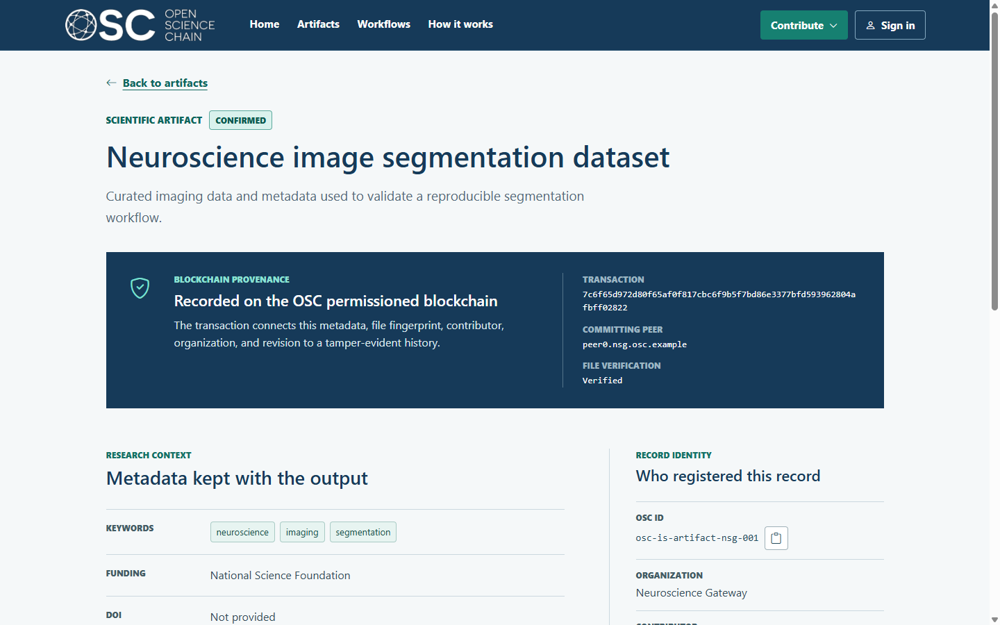 OSC OPEN SCIENCE CHAIN
Home
Artifacts
Workflows
How it works
Contribute
Sign in
Back to artifacts
SCIENTIFIC ARTIFACT
CONFIRMED
Neuroscience image segmentation dataset
Curated imaging data and metadata used to validate a reproducible segmentation
workflow.
BLOCKCHAIN PROVENANCE
Recorded on the OSC permissioned blockchain
The transaction connects this metadata, file fingerprint, contributor,
organization, and revision to a tamper-evident history.
TRANSACTION
7c6f65d972d80f65af0f817cbc6f9b5f7bd86e3377bfd593962804a
fbff02822
COMMITTING PEER
peer0.nsg.osc.example
FILE VERIFICATION
Verified
RESEARCH CONTEXT
Metadata kept with the output
KEYWORDS
neuroscience
imaging
segmentation
FUNDING
National Science Foundation
DOI
Not provided
RECORD IDENTITY
Who registered this record
OSC ID
osc-is-artifact-nsg-001
ORGANIZATION
Neuroscience Gateway